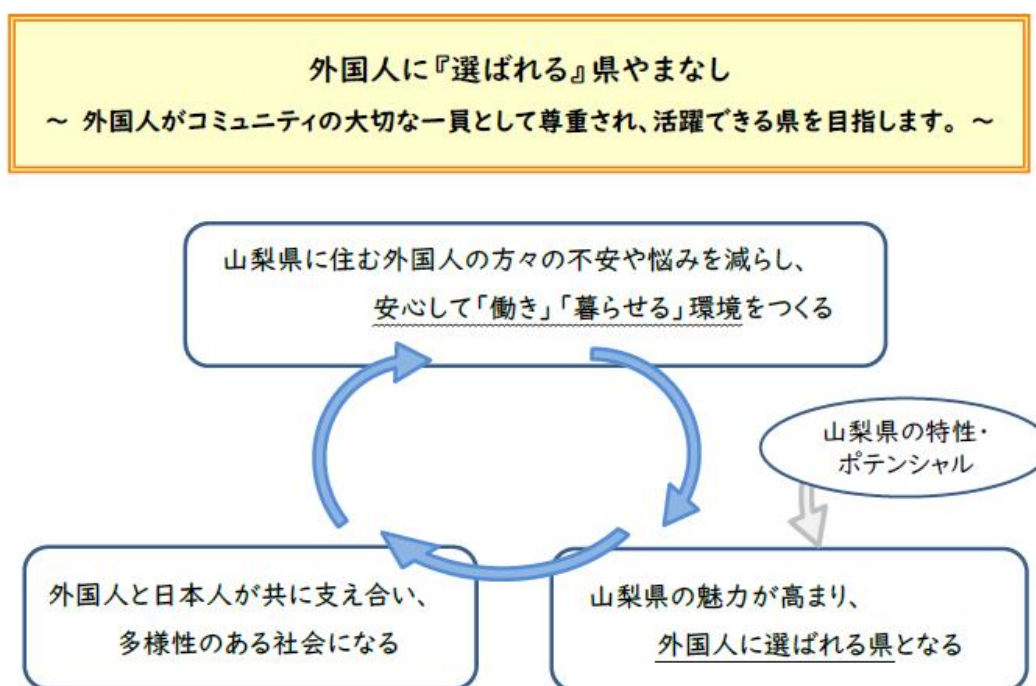 外国人に『選ばれる』県やまなし
～ 外国人がコミュニティの大切な一員として尊重され、活躍できる県を目指します。 ～
山梨県に住む外国人の方々の不安や悩みを減らし、
安心して「働き」「暮らせる」環境をつくる
山梨県の特性・
ポテンシャル
外国人と日本人が共に支え合い、
多様性のある社会になる
山梨県の魅力が高まり、
外国人に選ばれる県となる